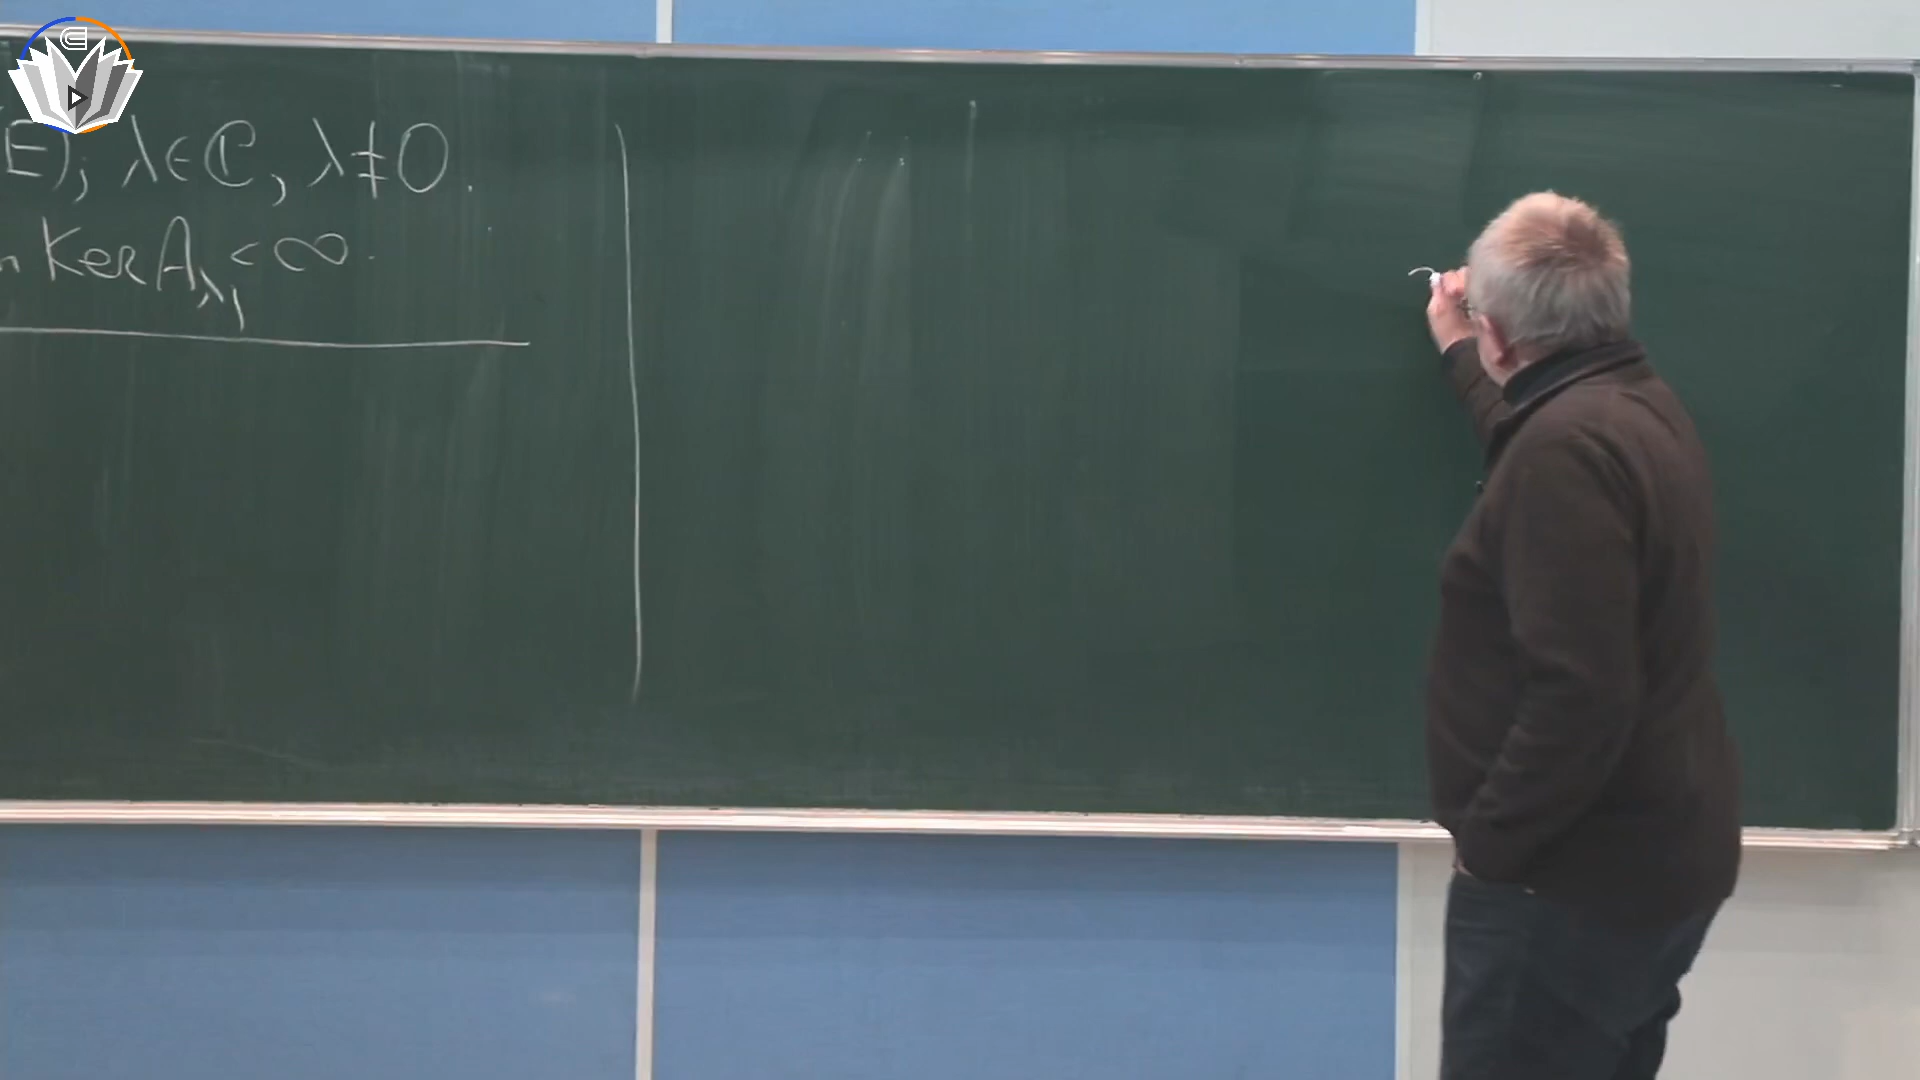 E); λ∈ℂ, λ≠0.
Ker A_λ, < ∞.